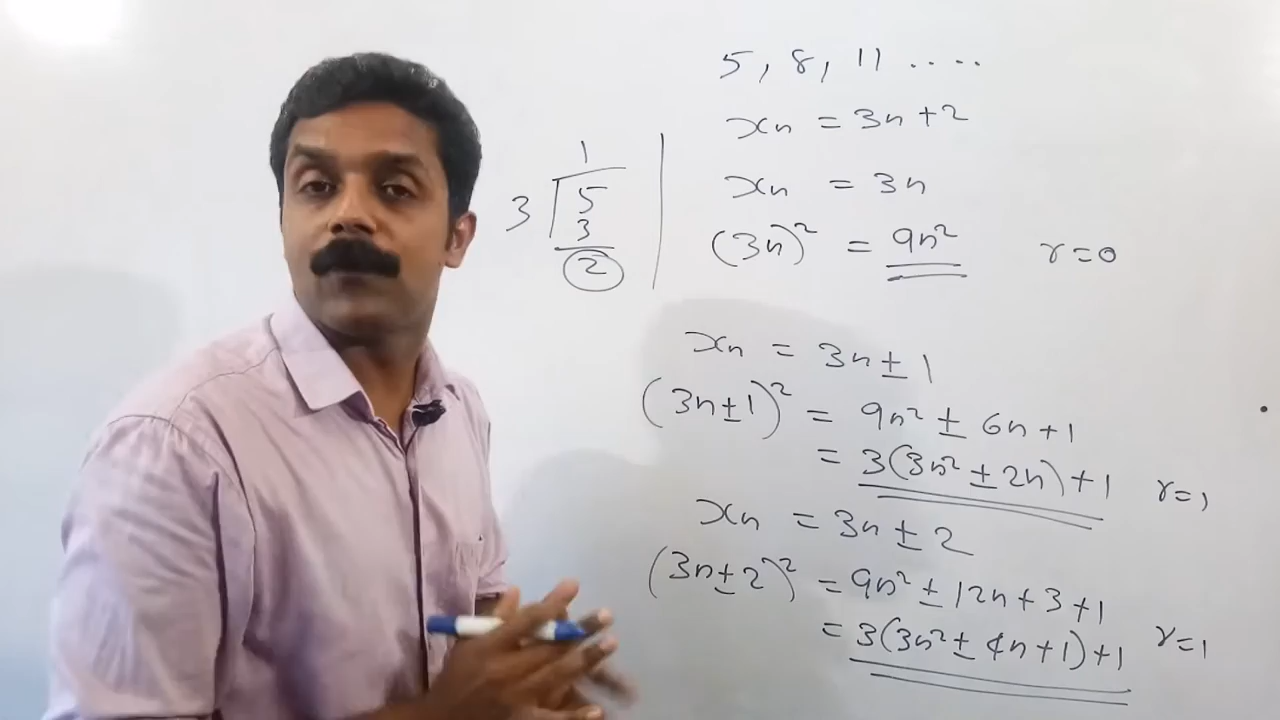 5, 8, 11 ....
xn = 3n + 2
1
3 5
3
2
xn = 3n
(3n)² = 9n² r=0
xn = 3n ± 1
(3n±1)² = 9n² ± 6n + 1
= 3(3n² ± 2n) + 1 r=1
xn = 3n ± 2
(3n±2)² = 9n² ± 12n + 3 + 1
= 3(3n² ± 4n + 1) + 1 r=1